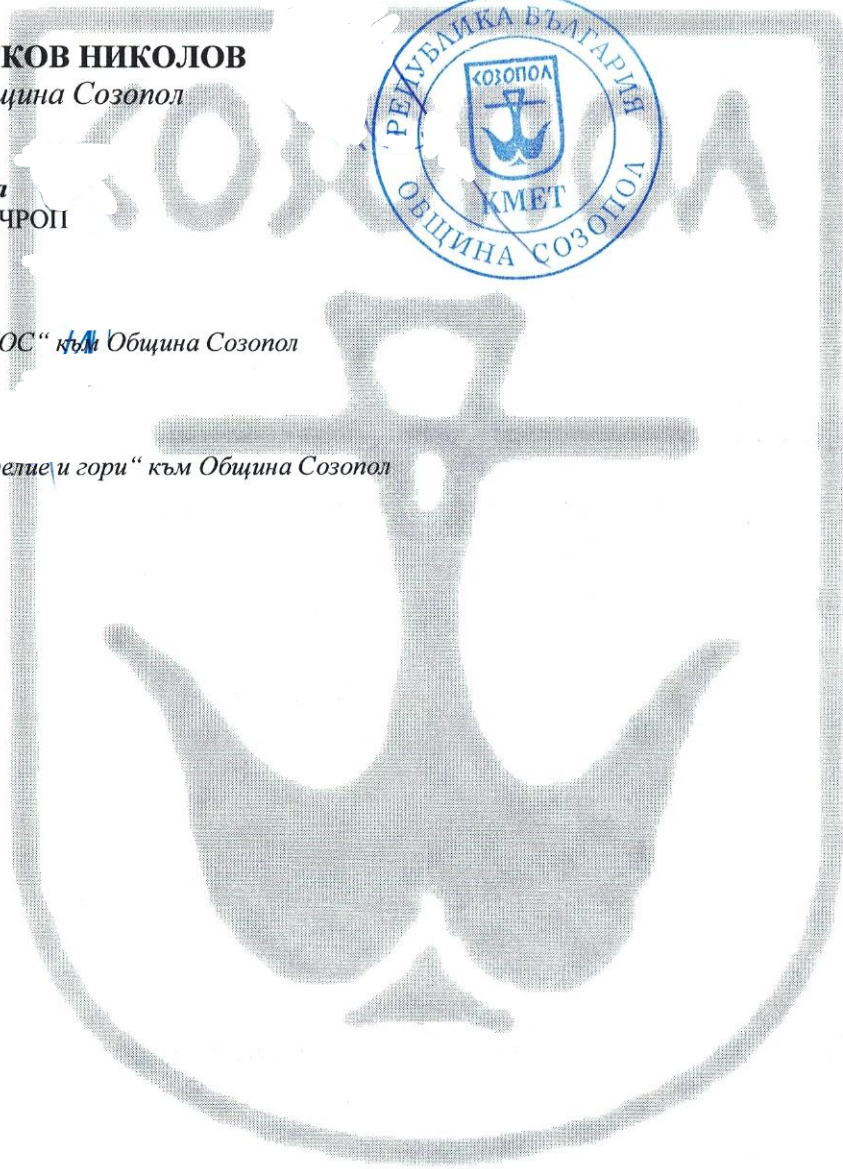 КОВ НИКОЛОВ
щина Созопол
РЕПУБЛИКА БЪЛГАРИЯ
СОЗОПОЛ
КМЕТ
ОБЩИНА СОЗОПОЛ
СОЗОПОЛ
а
ЧРОП
ОС“ към Община Созопол
елие и гори“ към Община Созопол